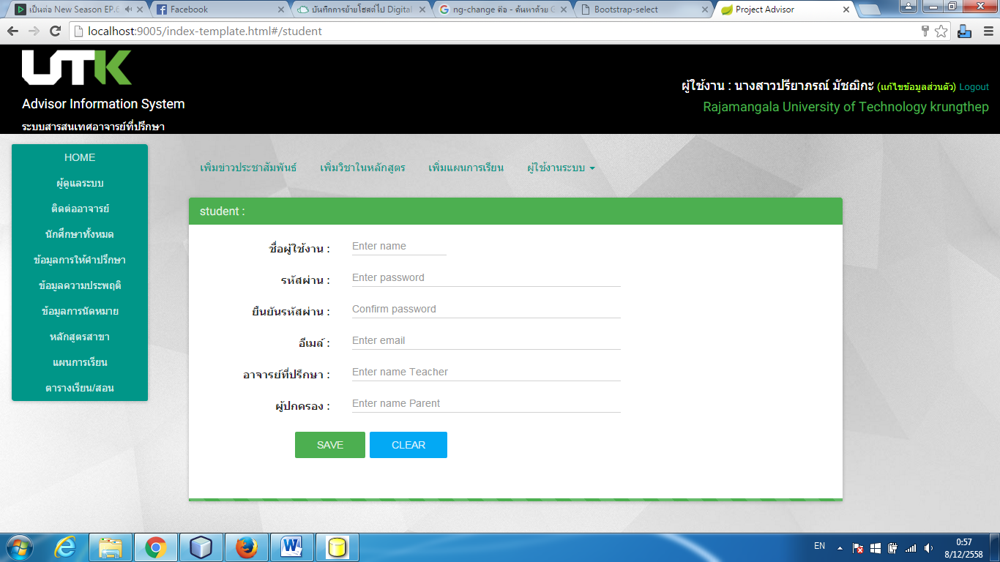 เป็นต่อ New Season EP.6
Facebook
บันทึกการย้ายโฮสต์ไป Digital
ng-change คือ - ค้นหาด้วย G
Bootstrap-select
Project Advisor
localhost:9005/index-template.html#/student
UTK
Advisor Information System
ระบบสารสนเทศอาจารย์ที่ปรึกษา
ผู้ใช้งาน : นางสาวปรียาภรณ์ มัชฌิกะ (แก้ไขข้อมูลส่วนตัว) Logout
Rajamangala University of Technology krungthep
HOME
ผู้ดูแลระบบ
ติดต่ออาจารย์
นักศึกษาทั้งหมด
ข้อมูลการให้คำปรึกษา
ข้อมูลความประพฤติ
ข้อมูลการนัดหมาย
หลักสูตรสาขา
แผนการเรียน
ตารางเรียน/สอน
เพิ่มข่าวประชาสัมพันธ์
เพิ่มวิชาในหลักสูตร
เพิ่มแผนการเรียน
ผู้ใช้งานระบบ
student :
ชื่อผู้ใช้งาน : Enter name
รหัสผ่าน : Enter password
ยืนยันรหัสผ่าน : Confirm password
อีเมล์ : Enter email
อาจารย์ที่ปรึกษา : Enter name Teacher
ผู้ปกครอง : Enter name Parent
SAVE
CLEAR
EN
0:57
8/12/2558